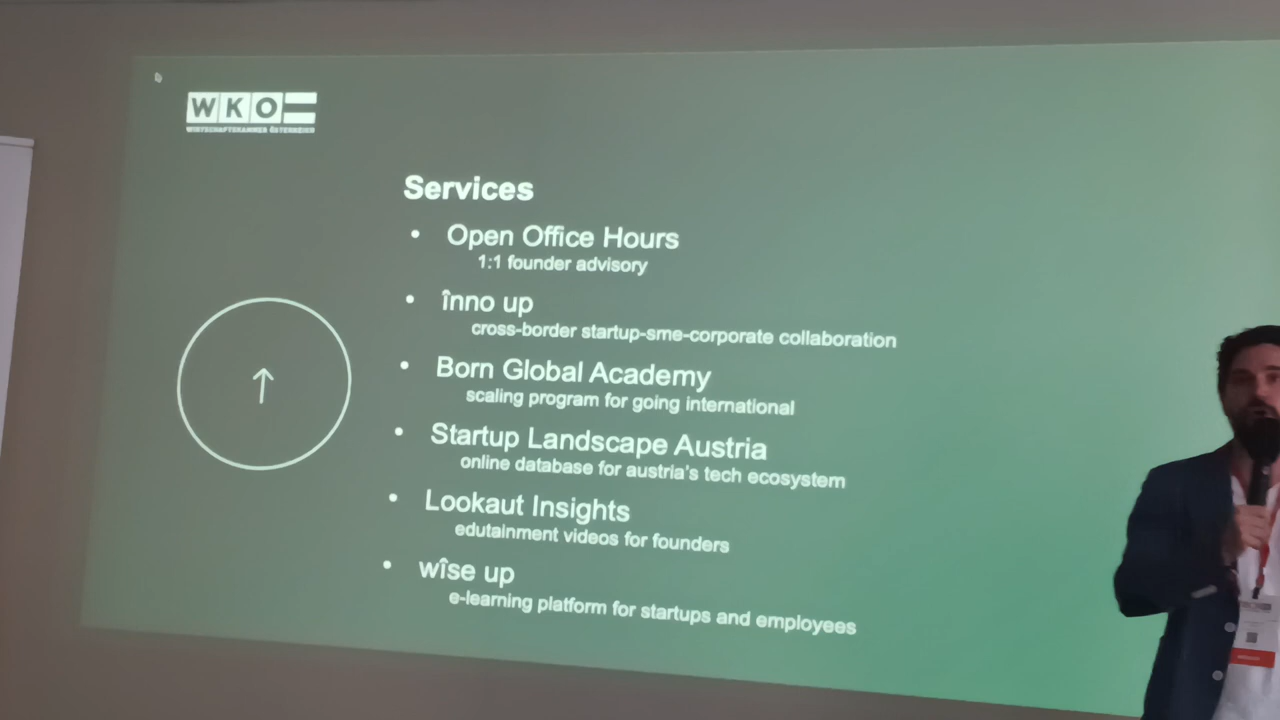 WKO
WIRTSCHAFTSKAMMER ÖSTERREICH
Services
• Open Office Hours
1:1 founder advisory
• înno up
cross-border startup-sme-corporate collaboration
• Born Global Academy
scaling program for going international
• Startup Landscape Austria
online database for austria's tech ecosystem
• Lookaut Insights
edutainment videos for founders
• wîse up
e-learning platform for startups and employees